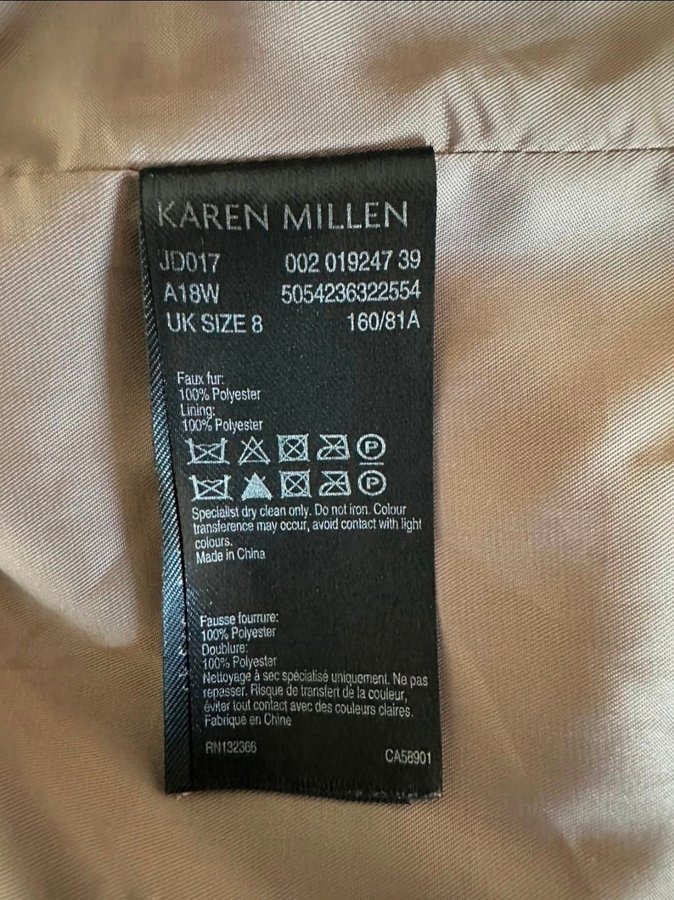 KAREN MILLEN
JD017 002 019247 39
A18W 5054236322554
UK SIZE 8 160/81A
Faux fur:
100% Polyester
Lining:
100% Polyester
P
P
Specialist dry clean only. Do not iron. Colour
transference may occur, avoid contact with light
colours.
Made in China
Fausse fourrure:
100% Polyester
Doublure:
100% Polyester
Nettoyage à sec spécialisé uniquement. Ne pas
repasser. Risque de transfert de la couleur,
éviter tout contact avec des couleurs claires.
Fabriqué en Chine
RN132366 CA58901